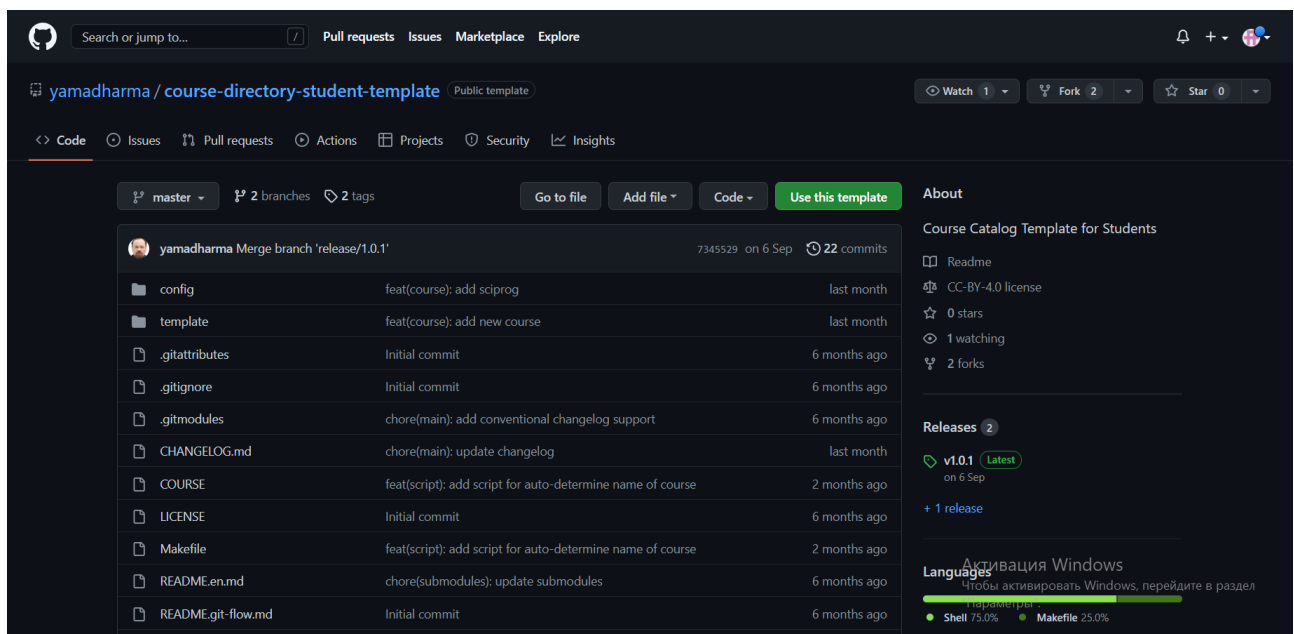 Search or jump to... / Pull requests Issues Marketplace Explore
yamadharma / course-directory-student-template Public template Watch 1 Fork 2 Star 0
Code Issues Pull requests Actions Projects Security Insights
master 2 branches 2 tags Go to file Add file Code Use this template
yamadharma Merge branch 'release/1.0.1' 7345529 on 6 Sep 22 commits
config feat(course): add sciprog last month
template feat(course): add new course last month
.gitattributes Initial commit 6 months ago
.gitignore Initial commit 6 months ago
.gitmodules chore(main): add conventional changelog support 6 months ago
CHANGELOG.md chore(main): update changelog last month
COURSE feat(script): add script for auto-determine name of course 2 months ago
LICENSE Initial commit 6 months ago
Makefile feat(script): add script for auto-determine name of course 2 months ago
README.en.md chore(submodules): update submodules 6 months ago
README.git-flow.md Initial commit 6 months ago
About
Course Catalog Template for Students
Readme
CC-BY-4.0 license
0 stars
1 watching
2 forks
Releases 2
v1.0.1 Latest
on 6 Sep
+ 1 release
Languages
Активация Windows
Чтобы активировать Windows, перейдите в раздел
"Параметры".
Shell 75.0% Makefile 25.0%